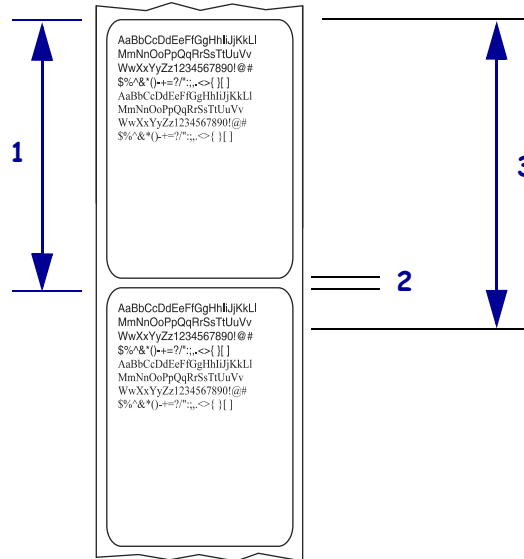 AaBbCcDdEeFfGgHhIiJjKkLl
MmNnOoPpQqRrSsTtUuVv
WwXxYyZz1234567890!@#
$%^&*()-+=?/":;,.<>{ }[ ]
AaBbCcDdEeFfGgHhIiJjKkLl
MmNnOoPpQqRrSsTtUuVv
WwXxYyZz1234567890!@#
$%^&*()-+=?/":;,.<>{ }[ ]
1
3
2
AaBbCcDdEeFfGgHhIiJjKkLl
MmNnOoPpQqRrSsTtUuVv
WwXxYyZz1234567890!@#
$%^&*()-+=?/":;,.<>{ }[ ]
AaBbCcDdEeFfGgHhIiJjKkLl
MmNnOoPpQqRrSsTtUuVv
WwXxYyZz1234567890!@#
$%^&*()-+=?/":;,.<>{ }[ ]